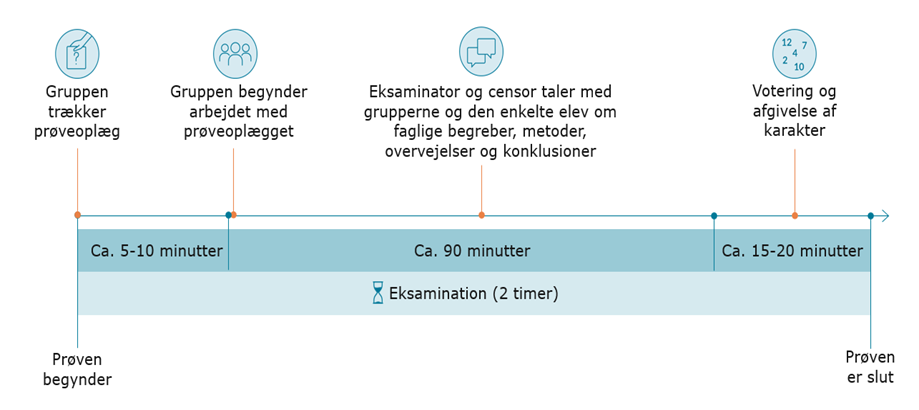 Gruppen
trækker
prøveoplæg
Gruppen begynder
arbejdet med
prøveoplægget
Eksaminator og censor taler med
grupperne og den enkelte elev om
faglige begreber, metoder,
overvejelser og konklusioner
12 7
4
2 10
Votering og
afgivelse af
karakter
?
Ca. 5-10 minutter
Ca. 90 minutter
Ca. 15-20 minutter
Eksamination (2 timer)
Prøven
begynder
Prøven
er slut